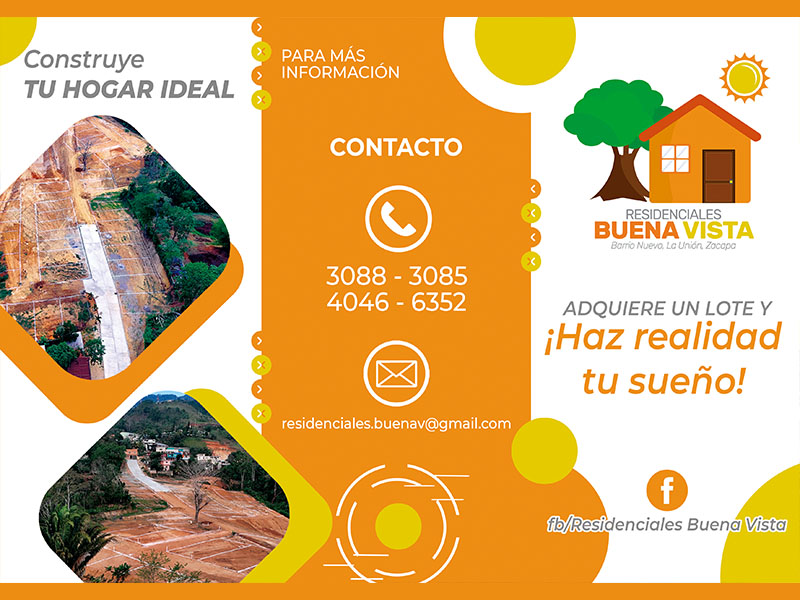 Construye
TU HOGAR IDEAL
PARA MÁS
INFORMACIÓN
CONTACTO
3088 - 3085
4046 - 6352
residenciales.buenav@gmail.com
RESIDENCIALES
BUENA VISTA
Barrio Nuevo, La Unión, Zacapa
ADQUIERE UN LOTE Y
¡Haz realidad
tu sueño!
f
fb/Residenciales Buena Vista